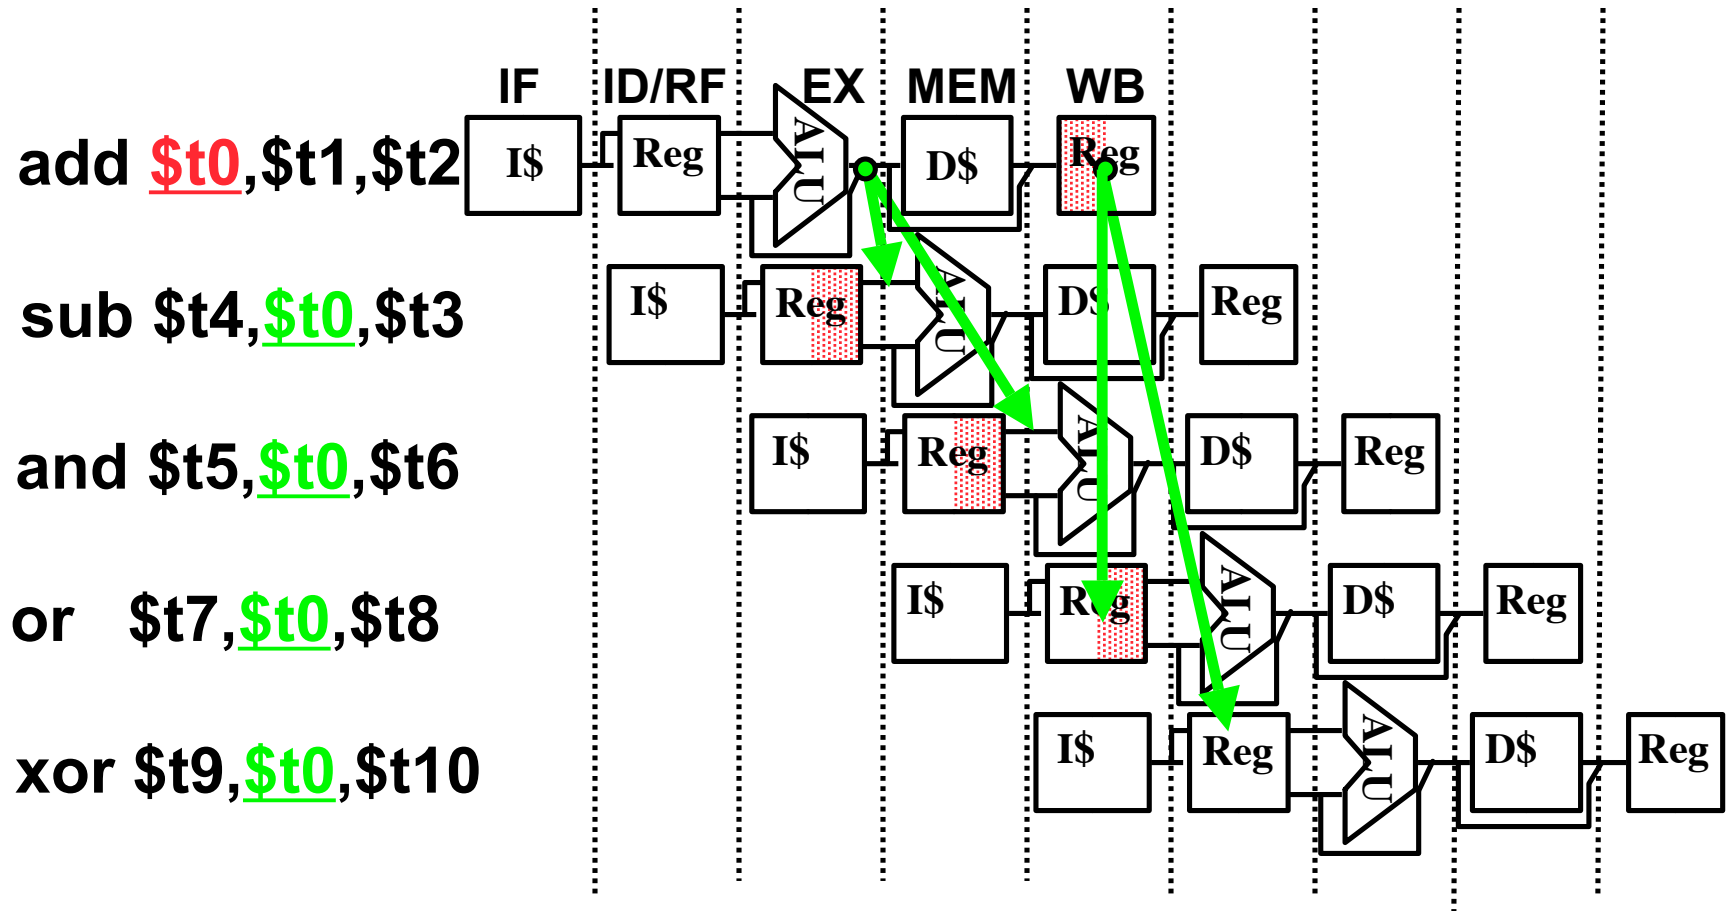 IF ID/RF EX MEM WB
add $t0,$t1,$t2 I$ Reg ALU D$ Reg
sub $t4,$t0,$t3 I$ Reg ALU D$ Reg
and $t5,$t0,$t6 I$ Reg ALU D$ Reg
or $t7,$t0,$t8 I$ Reg ALU D$ Reg
xor $t9,$t0,$t10 I$ Reg ALU D$ Reg